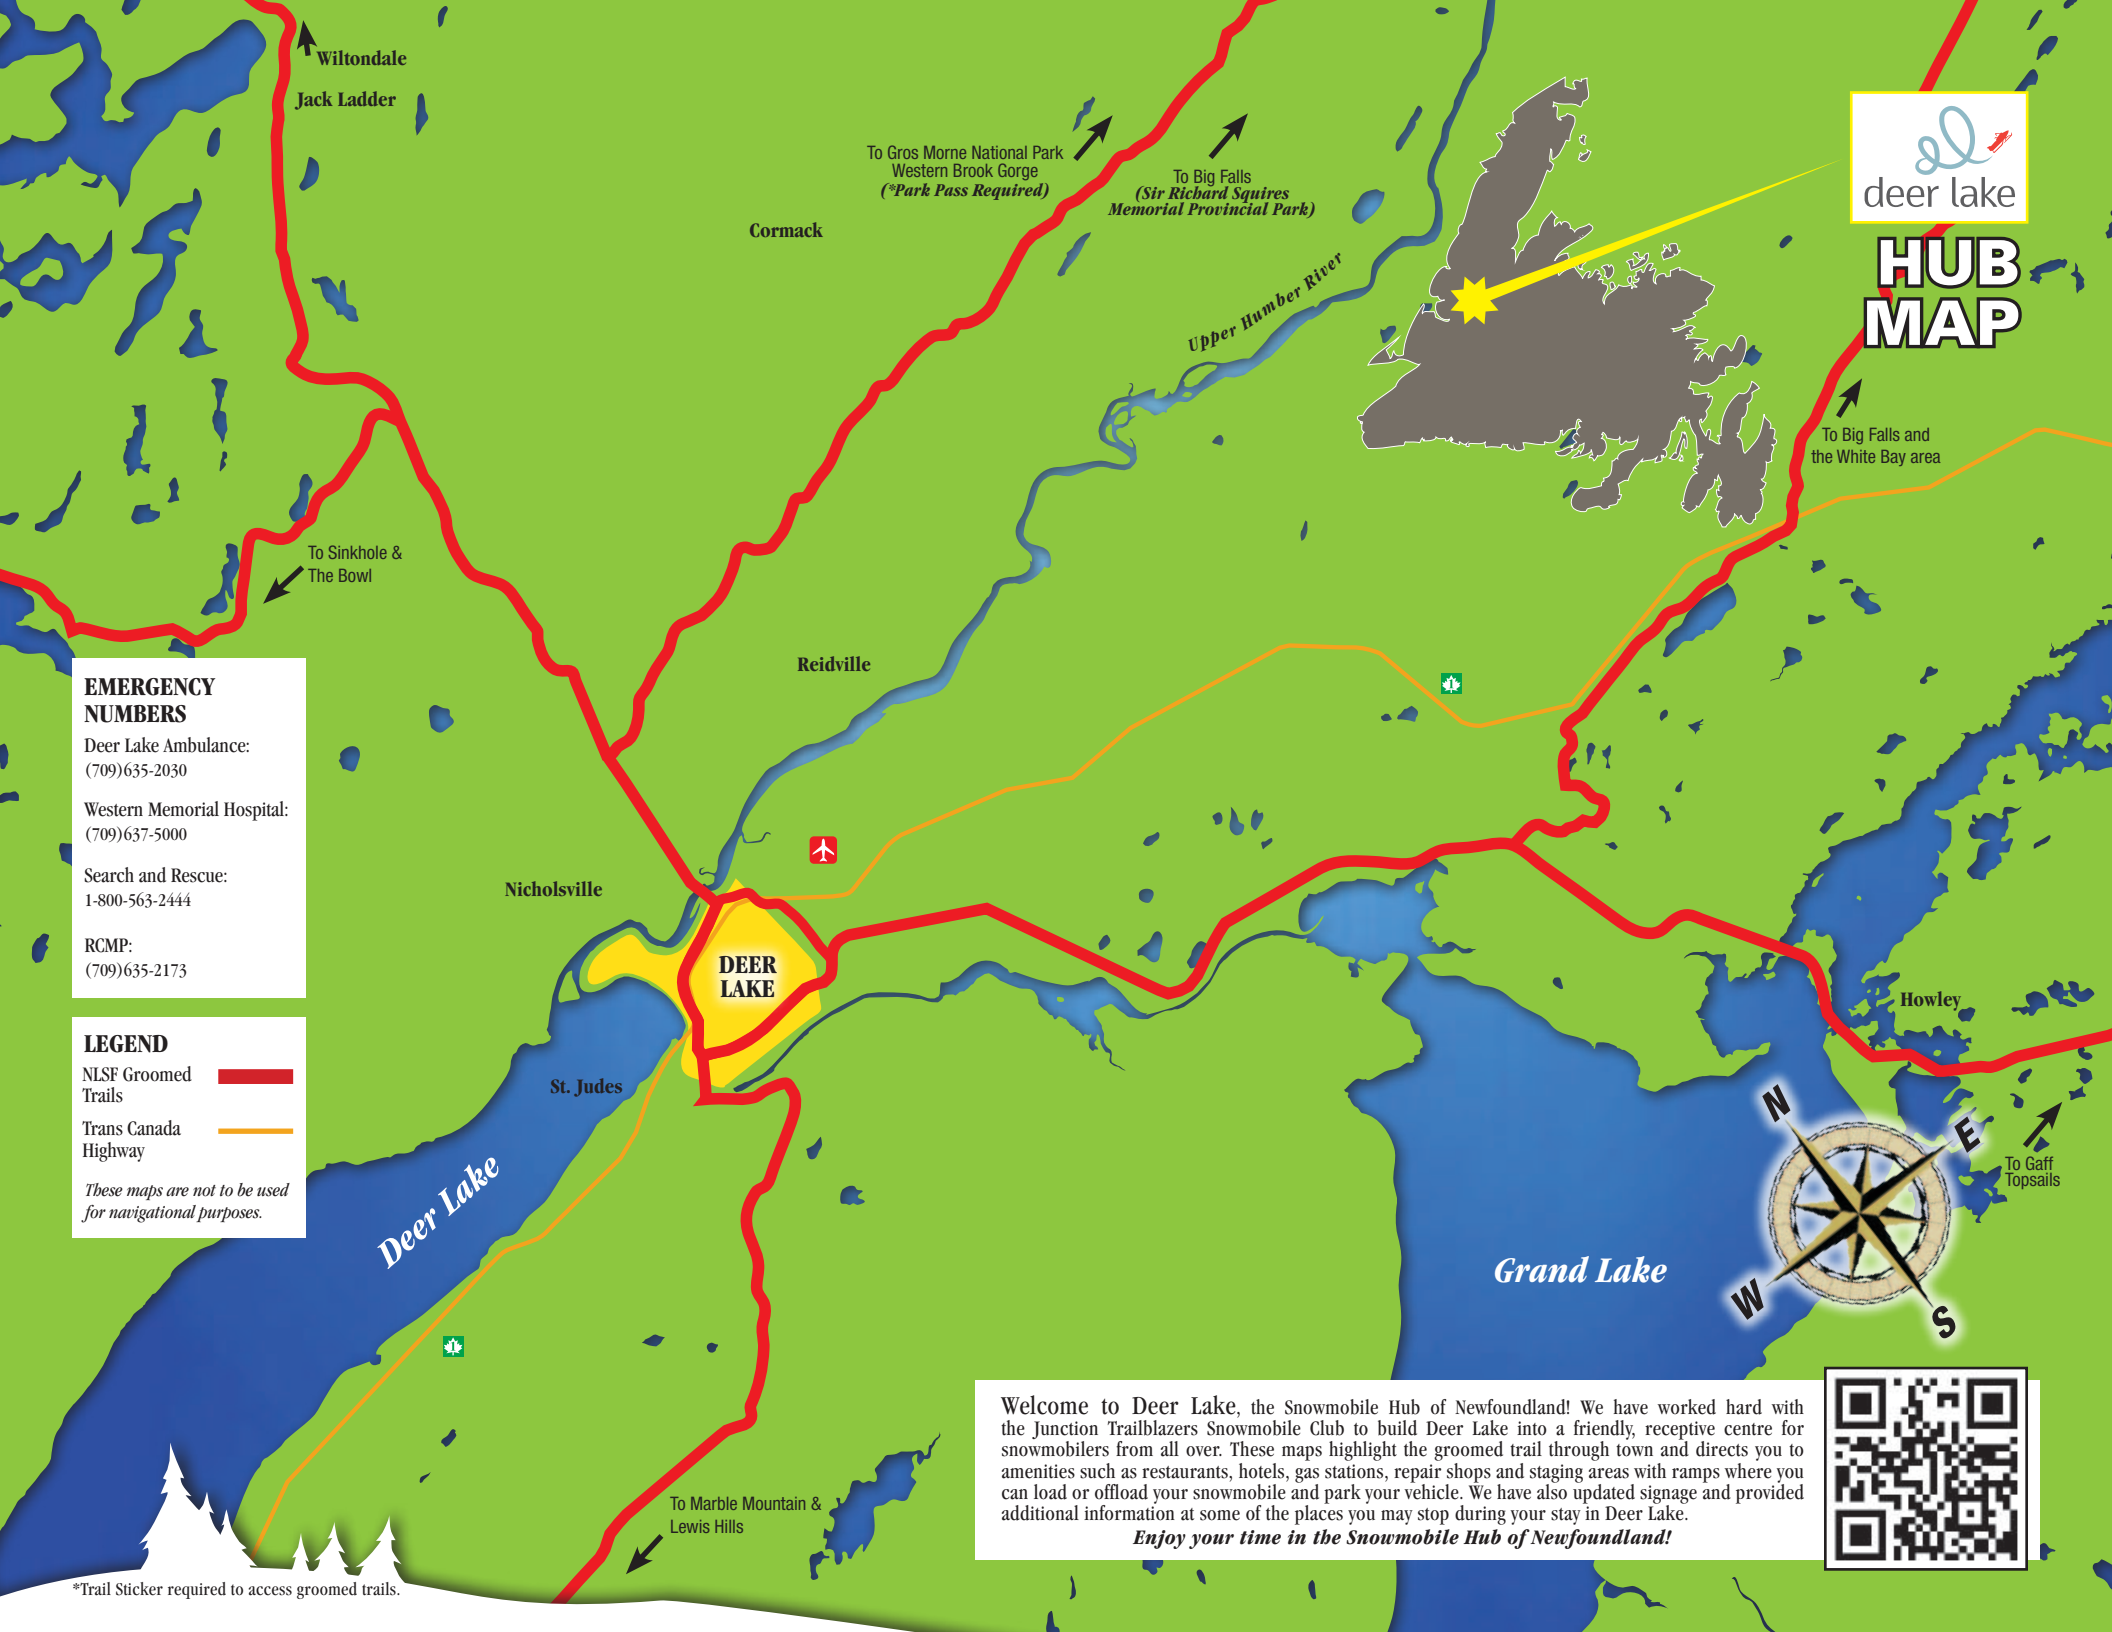 Wiltondale
Jack Ladder
To Gros Morne National Park
Western Brook Gorge
(*Park Pass Required)
To Big Falls
(Sir Richard Squires
Memorial Provincial Park)
Cormack
Upper Humber River
deer lake
HUB
MAP
To Big Falls and
the White Bay area
To Sinkhole &
The Bowl
Reidville
EMERGENCY
NUMBERS
Deer Lake Ambulance:
(709)635-2030
Western Memorial Hospital:
(709)637-5000
Search and Rescue:
1-800-563-2444
RCMP:
(709)635-2173
1
Nicholsville
DEER
LAKE
Howley
LEGEND
NLSF Groomed
Trails
Trans Canada
Highway
These maps are not to be used
for navigational purposes.
St. Judes
Deer Lake
N
E
W
S
To Gaff
Topsails
Grand Lake
1
Welcome to Deer Lake, the Snowmobile Hub of Newfoundland! We have worked hard with
the Junction Trailblazers Snowmobile Club to build Deer Lake into a friendly, receptive centre for
snowmobilers from all over. These maps highlight the groomed trail through town and directs you to
amenities such as restaurants, hotels, gas stations, repair shops and staging areas with ramps where you
can load or offload your snowmobile and park your vehicle. We have also updated signage and provided
additional information at some of the places you may stop during your stay in Deer Lake.
Enjoy your time in the Snowmobile Hub of Newfoundland!
To Marble Mountain &
Lewis Hills
*Trail Sticker required to access groomed trails.